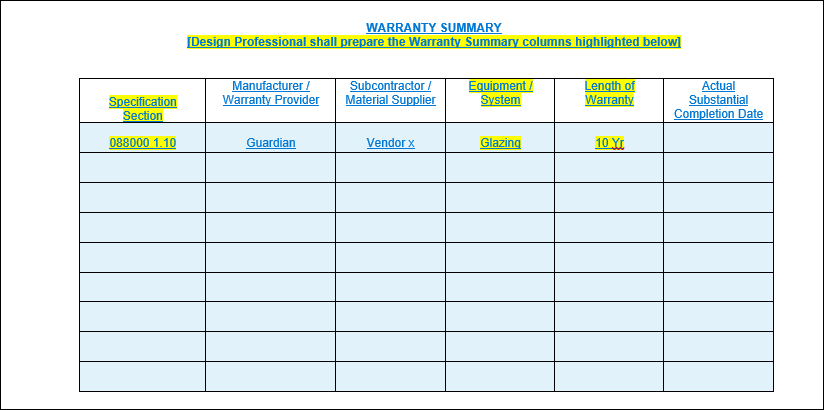 WARRANTY SUMMARY
[Design Professional shall prepare the Warranty Summary columns highlighted below]
Specification
Section
Manufacturer /
Warranty Provider
Subcontractor /
Material Supplier
Equipment /
System
Length of
Warranty
Actual
Substantial
Completion Date
088000 1.10
Guardian
Vendor x
Glazing
10 Yr